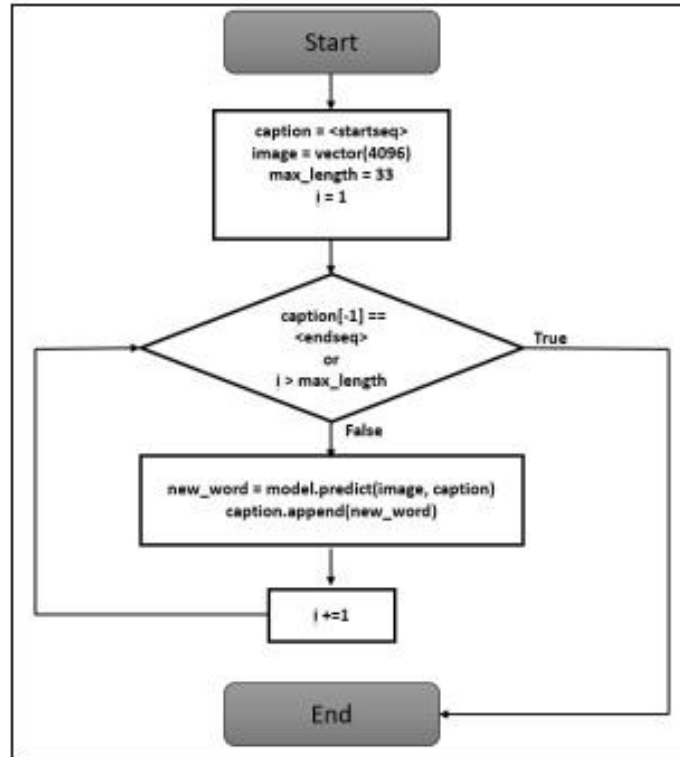 Start
caption = <startseq>
image = vector(4096)
max_length = 33
i = 1
caption[-1] ==
<endseq>
or
i > max_length
True
False
new_word = model.predict(image, caption)
caption.append(new_word)
i +=1
End